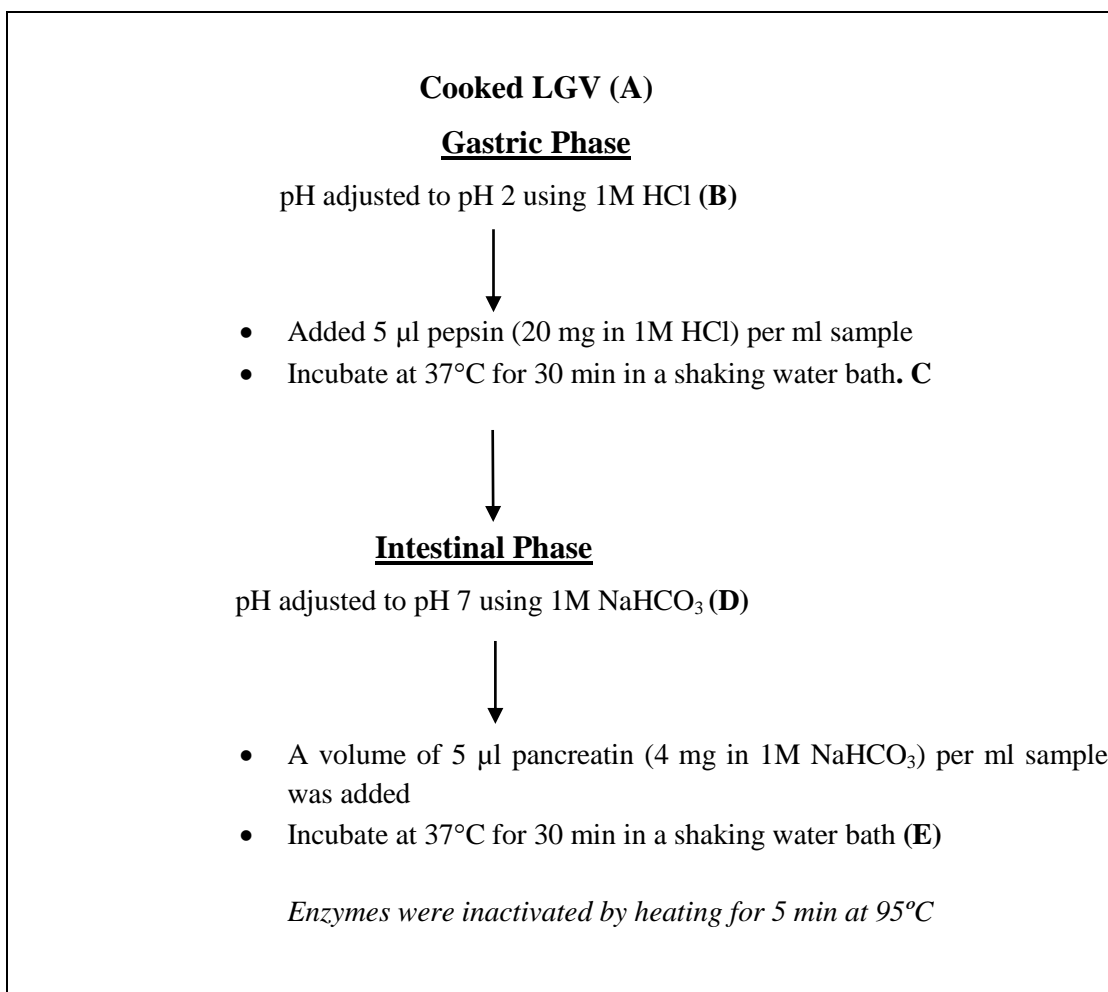 Cooked LGV (A)
Gastric Phase
pH adjusted to pH 2 using 1M HCl (B)
• Added 5 µl pepsin (20 mg in 1M HCl) per ml sample
• Incubate at 37°C for 30 min in a shaking water bath. C
Intestinal Phase
pH adjusted to pH 7 using 1M NaHCO₃ (D)
• A volume of 5 µl pancreatin (4 mg in 1M NaHCO₃) per ml sample
was added
• Incubate at 37°C for 30 min in a shaking water bath (E)
Enzymes were inactivated by heating for 5 min at 95ºC